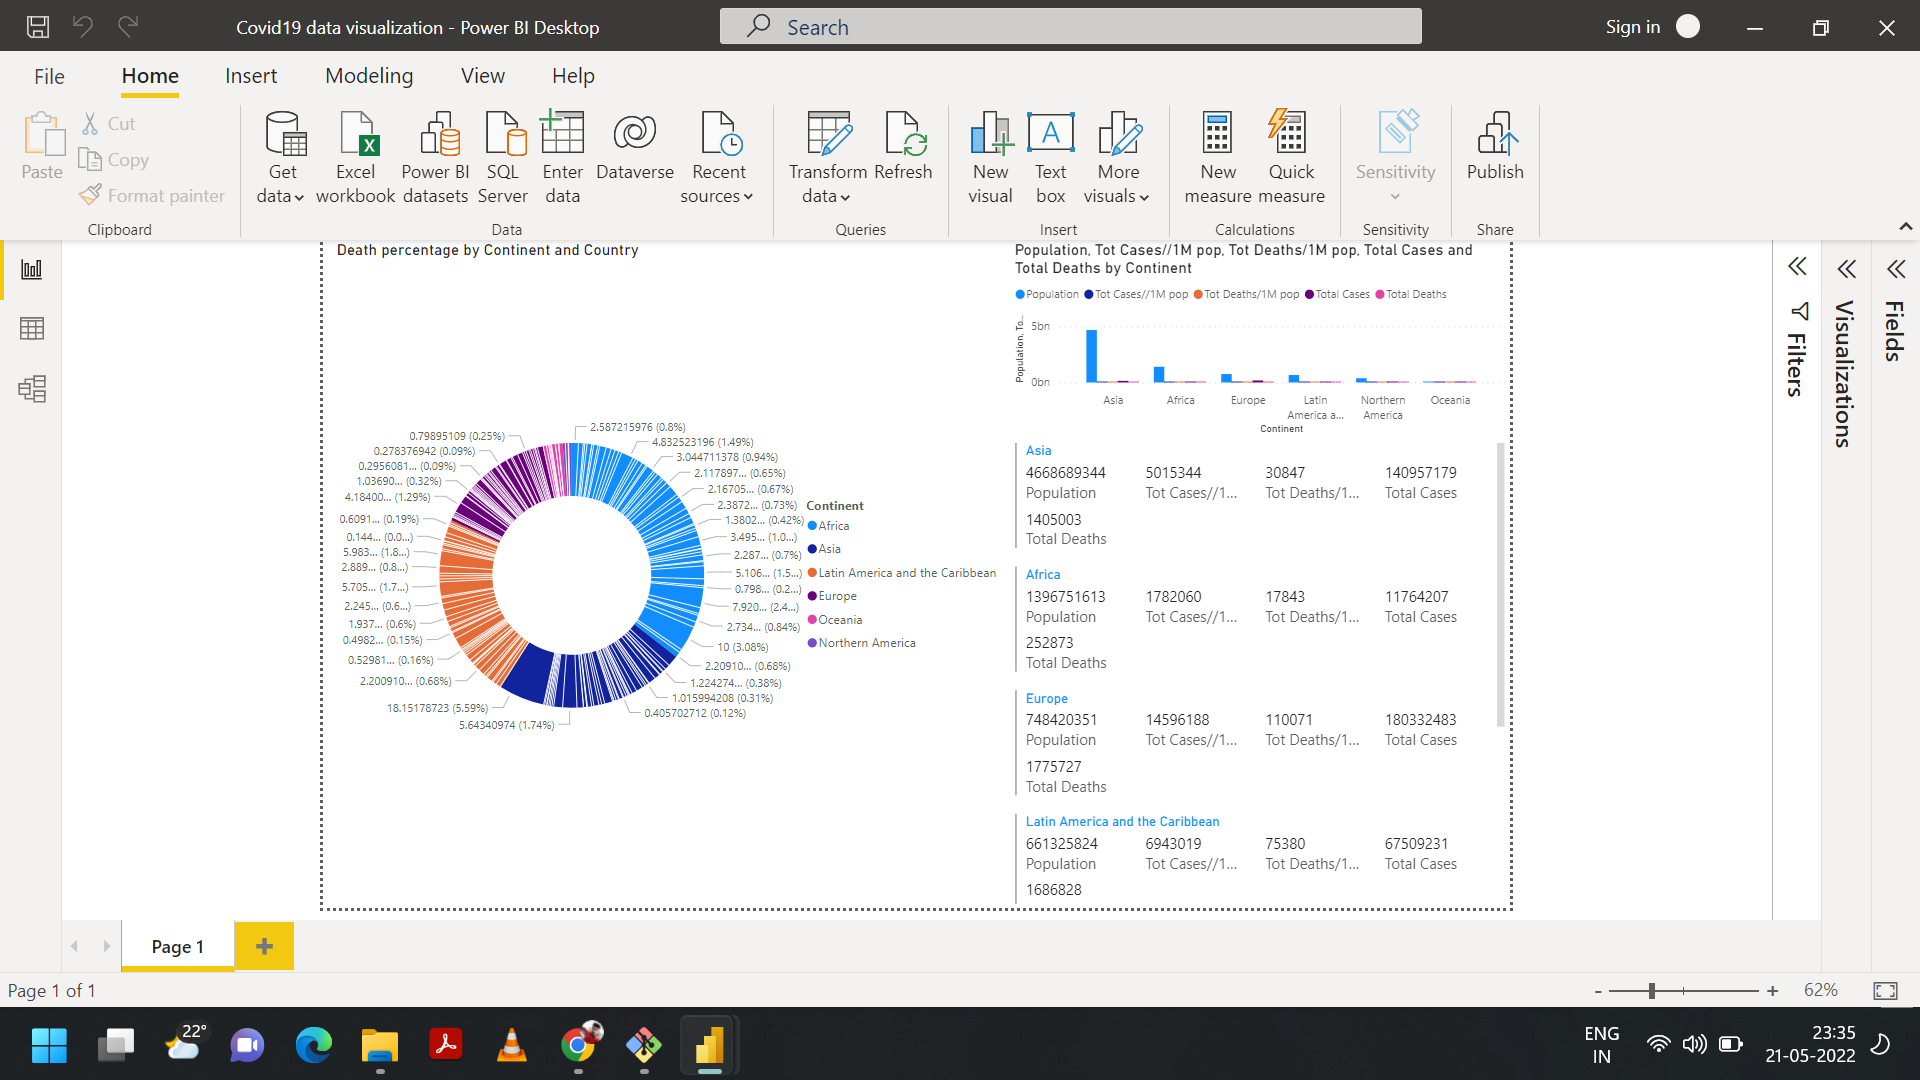 Covid19 data visualization - Power BI Desktop
Search
Sign in
File Home Insert Modeling View Help
Paste
Cut
Copy
Format painter
Clipboard
Get data
Excel workbook
Power BI datasets
SQL Server
Enter data
Dataverse
Recent sources
Data
Transform data
Refresh
Queries
New visual
Text box
More visuals
Insert
New measure
Quick measure
Calculations
Sensitivity
Sensitivity
Publish
Share
Death percentage by Continent and Country
2.587215976 (0.8%)
4.832523196 (1.49%)
3.044711378 (0.94%)
2.117897... (0.65%)
2.16705... (0.67%)
2.3872... (0.73%)
1.3802... (0.42%)
3.495... (1.0...)
2.287... (0.7%)
5.106... (1.5...)
0.798... (0.2...)
7.920... (2.4...)
2.734... (0.84%)
10 (3.08%)
2.20910... (0.68%)
1.224274... (0.38%)
1.015994208 (0.31%)
0.405702712 (0.12%)
5.64340974 (1.74%)
18.15178723 (5.59%)
2.200910... (0.68%)
0.52981... (0.16%)
0.4982... (0.15%)
1.937... (0.6%)
2.245... (0.6...)
5.705... (1.7...)
2.889... (0.8...)
5.983... (1.8...)
0.144... (0.0...)
0.6091... (0.19%)
4.18400... (1.29%)
1.03690... (0.32%)
0.2956081... (0.09%)
0.278376942 (0.09%)
0.79895109 (0.25%)
Continent
Africa
Asia
Latin America and the Caribbean
Europe
Oceania
Northern America
Population, Tot Cases//1M pop, Tot Deaths/1M pop, Total Cases and
Total Deaths by Continent
Population Tot Cases//1M pop Tot Deaths/1M pop Total Cases Total Deaths
Population, To...
5bn
0bn
Asia Africa Europe Latin America a... Northern America Oceania
Continent
Asia
4668689344 5015344 30847 140957179
Population Tot Cases//1... Tot Deaths/1... Total Cases
1405003
Total Deaths
Africa
1396751613 1782060 17843 11764207
Population Tot Cases//1... Tot Deaths/1... Total Cases
252873
Total Deaths
Europe
748420351 14596188 110071 180332483
Population Tot Cases//1... Tot Deaths/1... Total Cases
1775727
Total Deaths
Latin America and the Caribbean
661325824 6943019 75380 67509231
Population Tot Cases//1... Tot Deaths/1... Total Cases
1686828
Filters
Visualizations
Fields
Page 1
Page 1 of 1
62%
22°
ENG
IN
23:35
21-05-2022